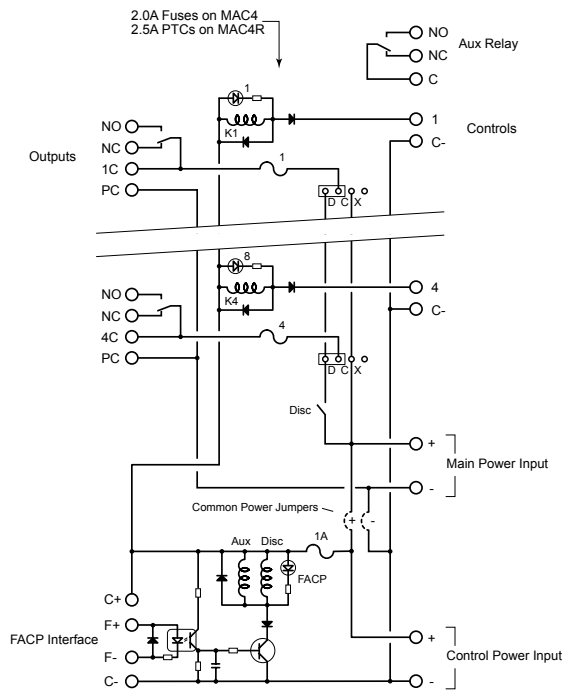 2.0A Fuses on MAC4
2.5A PTCs on MAC4R
NO
NC
C
Aux Relay
1
K1
1
C-
Controls
Outputs
NO
NC
1C
PC
1
D C X
8
K4
4
C-
NO
NC
4C
PC
4
D C X
Disc
+
Main Power Input
-
Common Power Jumpers
+ -
Aux Disc
1A
FACP
C+
F+
FACP Interface
F-
C-
+
Control Power Input
-